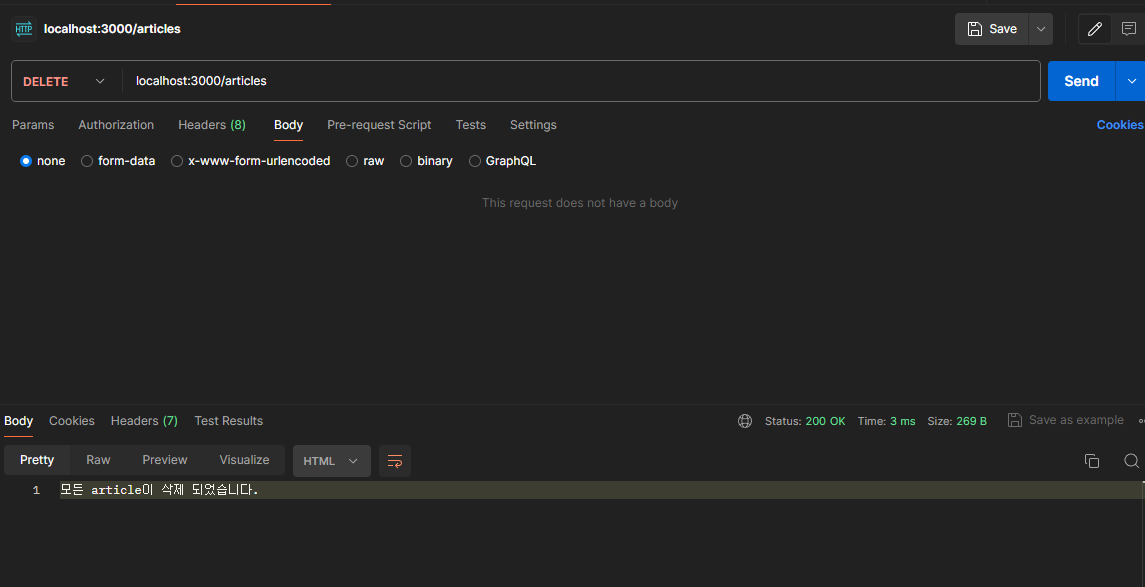 HTTP localhost:3000/articles Save
DELETE localhost:3000/articles Send
Params Authorization Headers (8) Body Pre-request Script Tests Settings Cookies
none form-data x-www-form-urlencoded raw binary GraphQL
This request does not have a body
Body Cookies Headers (7) Test Results Status: 200 OK Time: 3 ms Size: 269 B Save as example
Pretty Raw Preview Visualize HTML
1 모든 article이 삭제 되었습니다.